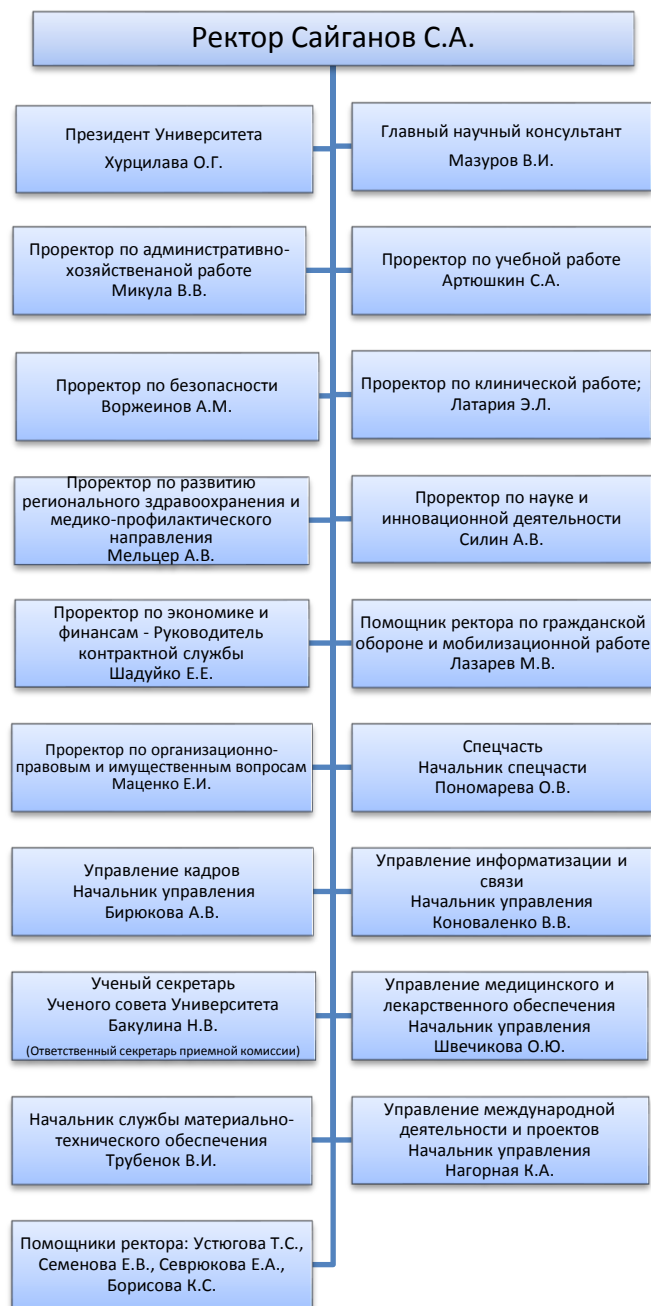 Ректор Сайганов С.А.
Президент Университета
Хурцилава О.Г.
Главный научный консультант
Мазуров В.И.
Проректор по административно-
хозяйственаной работе
Микула В.В.
Проректор по учебной работе
Артюшкин С.А.
Проректор по безопасности
Воржеинов А.М.
Проректор по клинической работе;
Латария Э.Л.
Проректор по развитию
регионального здравоохранения и
медико-профилактического
направления
Мельцер А.В.
Проректор по науке и
инновационной деятельности
Силин А.В.
Проректор по экономике и
финансам - Руководитель
контрактной службы
Шадуйко Е.Е.
Помощник ректора по гражданской
обороне и мобилизационной работе
Лазарев М.В.
Проректор по организационно-
правовым и имущественным вопросам
Маценко Е.И.
Спецчасть
Начальник спецчасти
Пономарева О.В.
Управление кадров
Начальник управления
Бирюкова А.В.
Управление информатизации и
связи
Начальник управления
Коноваленко В.В.
Ученый секретарь
Ученого совета Университета
Бакулина Н.В.
(Ответственный секретарь приемной комиссии)
Управление медицинского и
лекарственного обеспечения
Начальник управления
Швечикова О.Ю.
Начальник службы материально-
технического обеспечения
Трубенок В.И.
Управление международной
деятельности и проектов
Начальник управления
Нагорная К.А.
Помощники ректора: Устюгова Т.С.,
Семенова Е.В., Севрюкова Е.А.,
Борисова К.С.